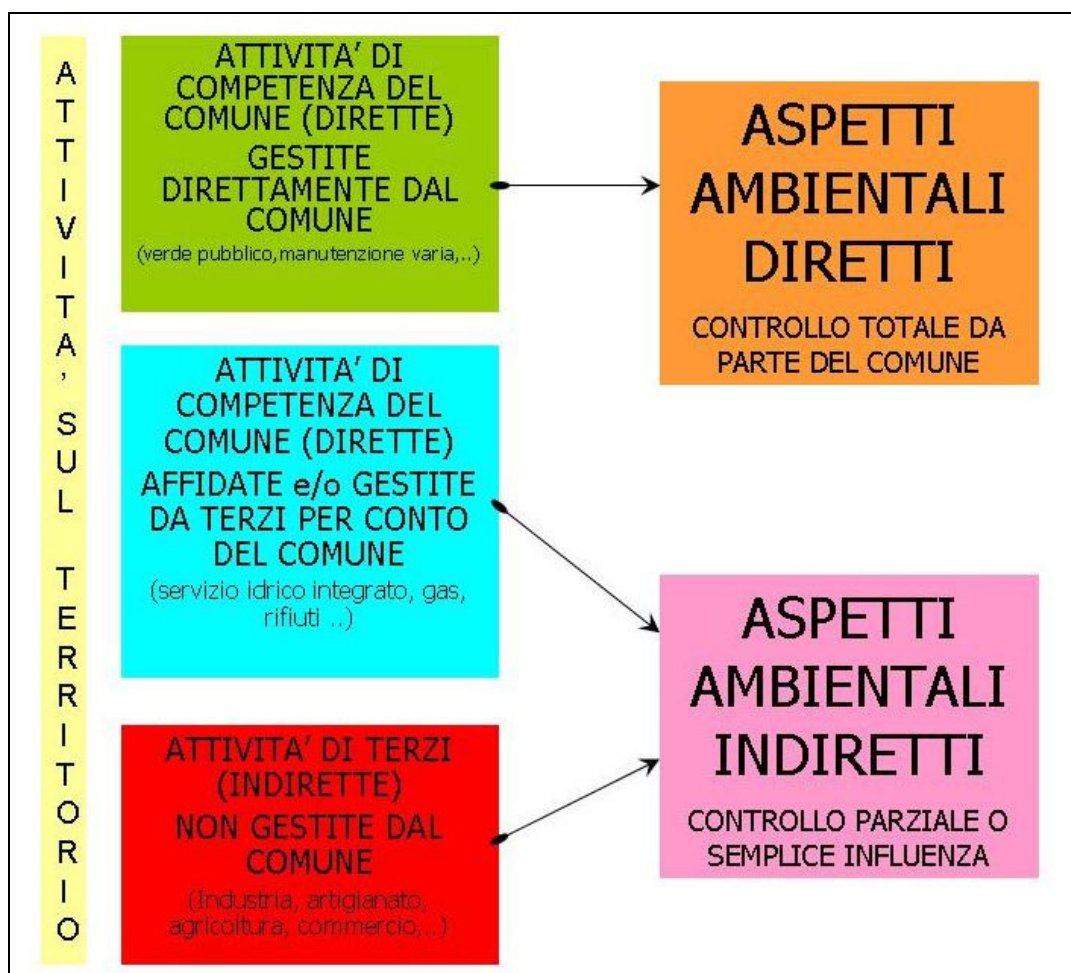 ATTIVITA’ SUL TERRITORIO
ATTIVITA’ DI
COMPETENZA DEL
COMUNE (DIRETTE)
GESTITE
DIRETTAMENTE DAL
COMUNE
(verde pubblico,manutenzione varia,..)
ATTIVITA’ DI
COMPETENZA DEL
COMUNE (DIRETTE)
AFFIDATE e/o GESTITE
DA TERZI PER CONTO
DEL COMUNE
(servizio idrico integrato, gas,
rifiuti ..)
ATTIVITA’ DI TERZI
(INDIRETTE)
NON GESTITE DAL
COMUNE
(Industria, artigianato,
agricoltura, commercio,..)
ASPETTI
AMBIENTALI
DIRETTI
CONTROLLO TOTALE DA
PARTE DEL COMUNE
ASPETTI
AMBIENTALI
INDIRETTI
CONTROLLO PARZIALE O
SEMPLICE INFLUENZA